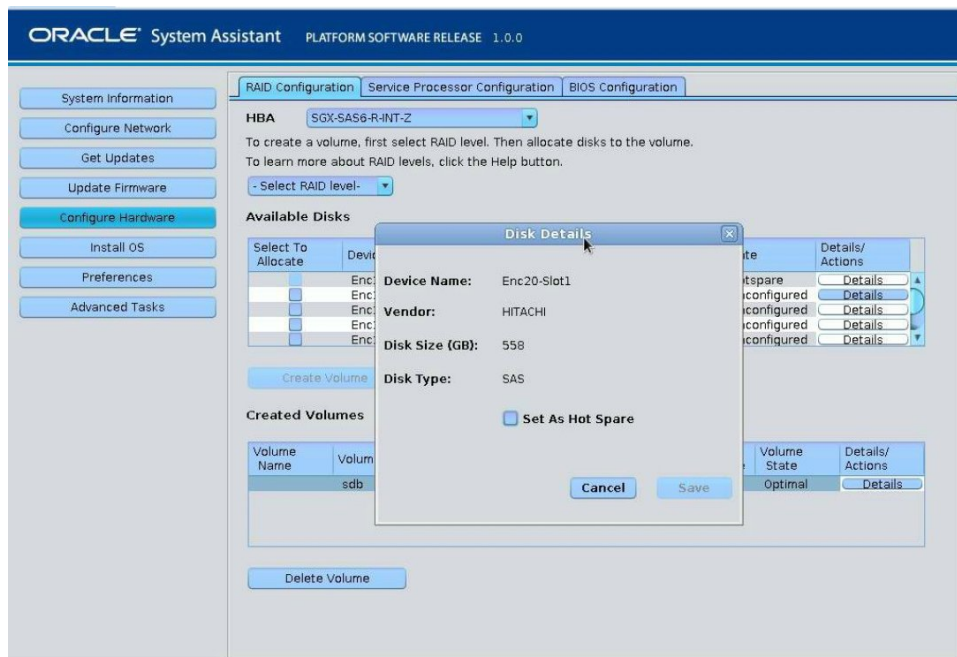 ORACLE System Assistant PLATFORM SOFTWARE RELEASE 1.0.0
System Information
Configure Network
Get Updates
Update Firmware
Configure Hardware
Install OS
Preferences
Advanced Tasks
RAID Configuration Service Processor Configuration BIOS Configuration
HBA SGX-SAS6-R-INT-Z
To create a volume, first select RAID level. Then allocate disks to the volume.
To learn more about RAID levels, click the Help button.
- Select RAID level-
Available Disks
Select To Allocate Details/ Actions
Details
Details
Details
Details
Details
Create Volume
Disk Details
Device Name: Enc20-Slot1
Vendor: HITACHI
Disk Size (GB): 558
Disk Type: SAS
Set As Hot Spare
Cancel Save
Created Volumes
Volume Name Volum Volume State Details/ Actions
sdb Optimal Details
Delete Volume